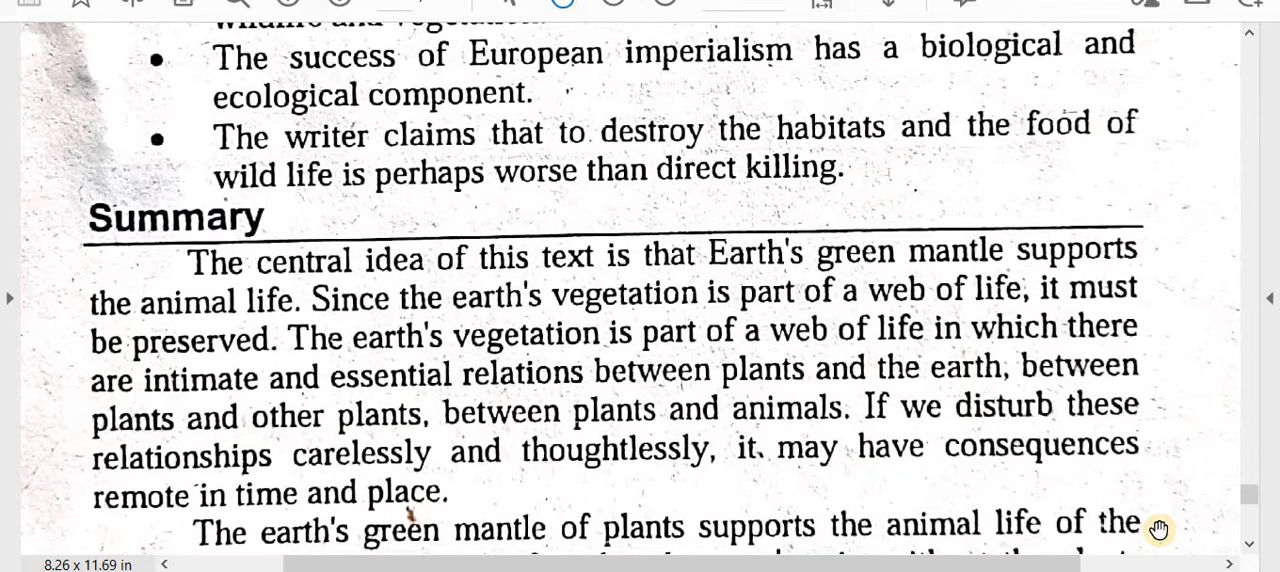 • The success of European imperialism has a biological and
ecological component.
• The writer claims that to destroy the habitats and the food of
wild life is perhaps worse than direct killing.
Summary
The central idea of this text is that Earth's green mantle supports
the animal life. Since the earth's vegetation is part of a web of life, it must
be preserved. The earth's vegetation is part of a web of life in which there
are intimate and essential relations between plants and the earth, between
plants and other plants, between plants and animals. If we disturb these
relationships carelessly and thoughtlessly, it may have consequences
remote in time and place.
The earth's green mantle of plants supports the animal life of the
8.26 x 11.69 in